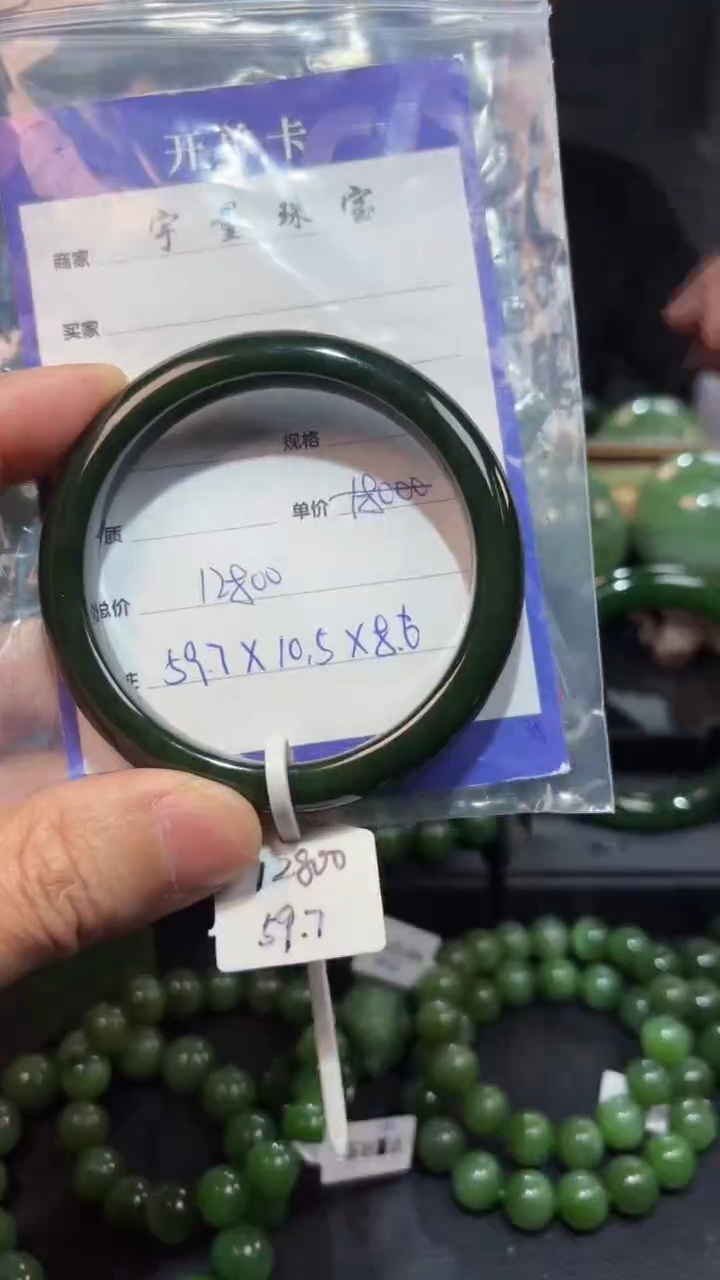 开单卡
商家 宇星珠宝
买家
规格
质 单价 18000
总价 12800
59.7X10.5X8.6
12800
59.7